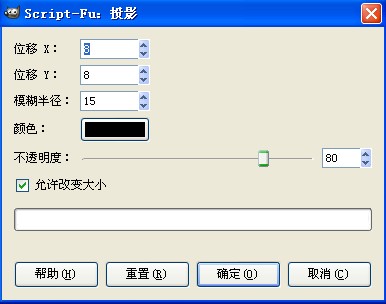 Script-Fu: 投影
位移 X： 8
位移 Y： 8
模糊半径： 15
颜色：
不透明度： 80
允许改变大小
帮助(H) 重置(R) 确定(O) 取消(C)